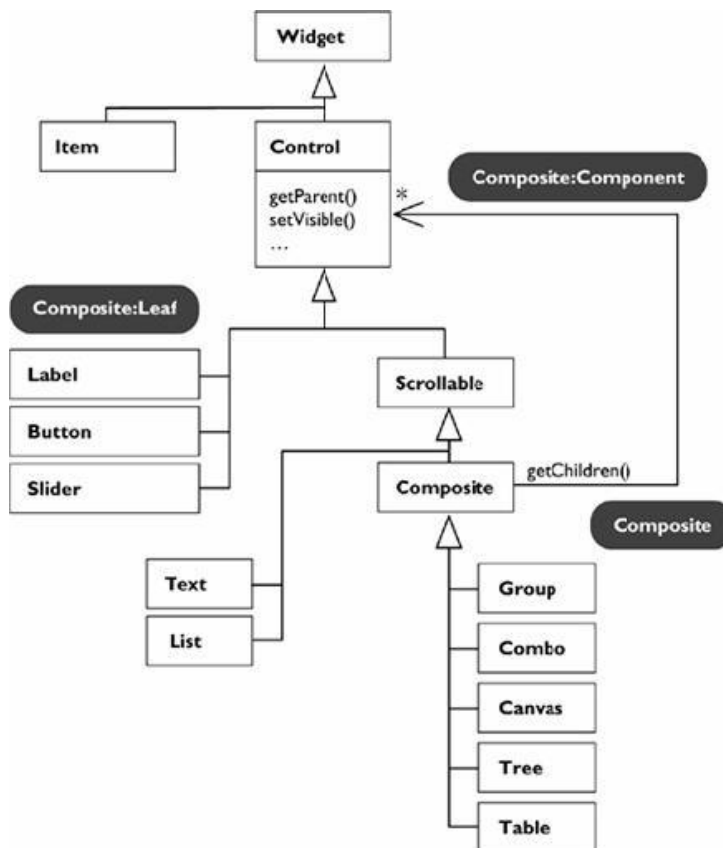 Widget
Item
Control
Composite:Component
getParent()
*
setVisible()
...
Composite:Leaf
Label
Scrollable
Button
Slider
Composite
getChildren()
Composite
Text
Group
List
Combo
Canvas
Tree
Table